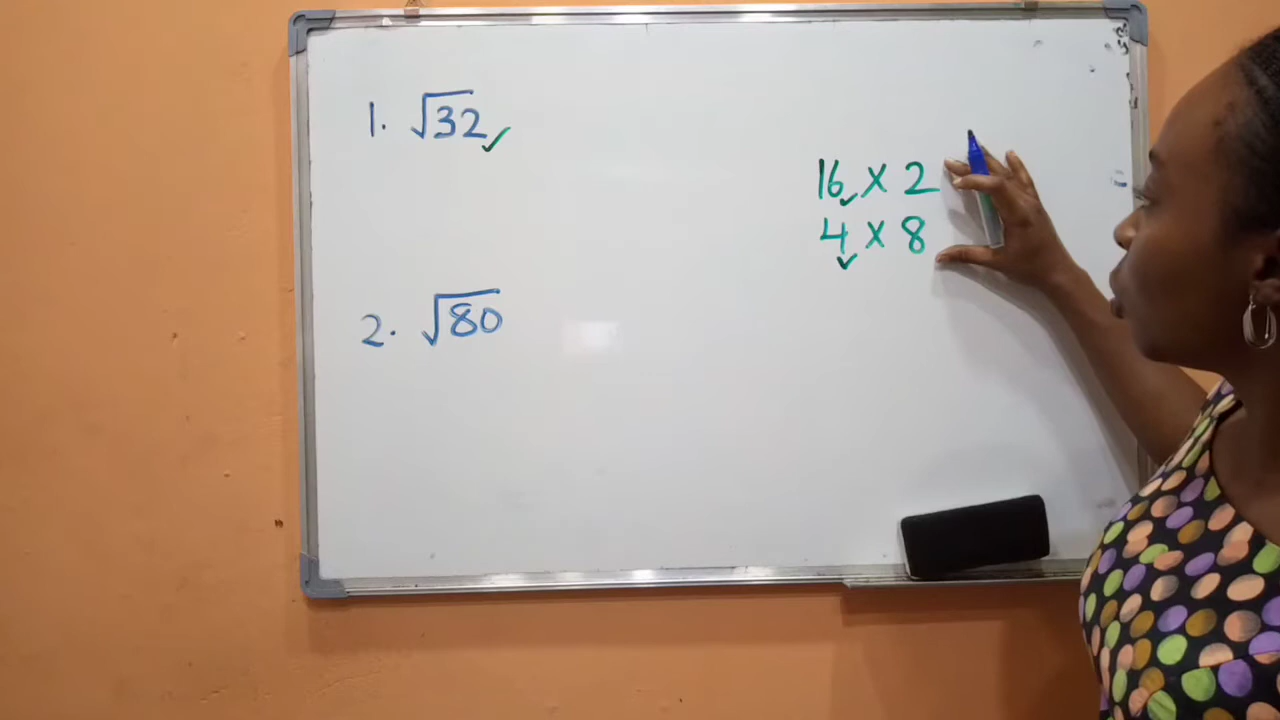 1. √32 ✓
16 ✓ X 2
4 ✓ X 8
2. √80